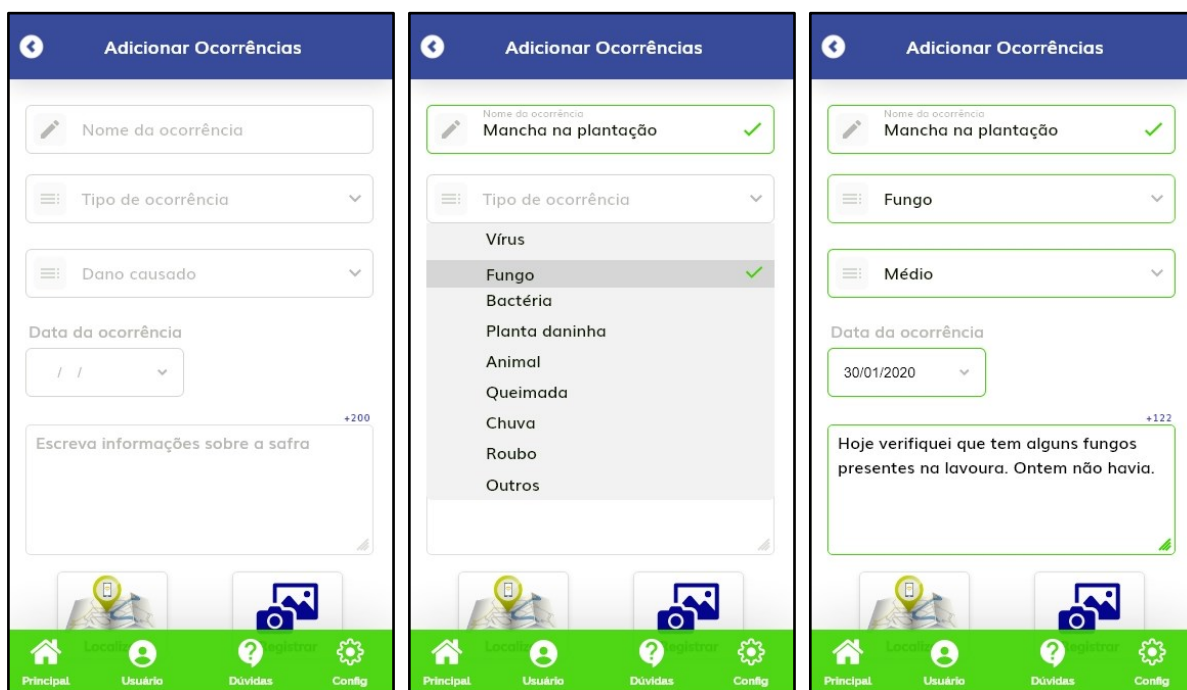 Adicionar Ocorrências
Nome da ocorrência
Tipo de ocorrência
Dano causado
Data da ocorrência
/ /
+200
Escreva informações sobre a safra
Principal
Usuário
Dúvidas
Config
Adicionar Ocorrências
Nome da ocorrência
Mancha na plantação
Tipo de ocorrência
Vírus
Fungo
Bactéria
Planta daninha
Animal
Queimada
Chuva
Roubo
Outros
Principal
Usuário
Dúvidas
Config
Adicionar Ocorrências
Nome da ocorrência
Mancha na plantação
Fungo
Médio
Data da ocorrência
30/01/2020
+122
Hoje verifiquei que tem alguns fungos
presentes na lavoura. Ontem não havia.
Principal
Usuário
Dúvidas
Config